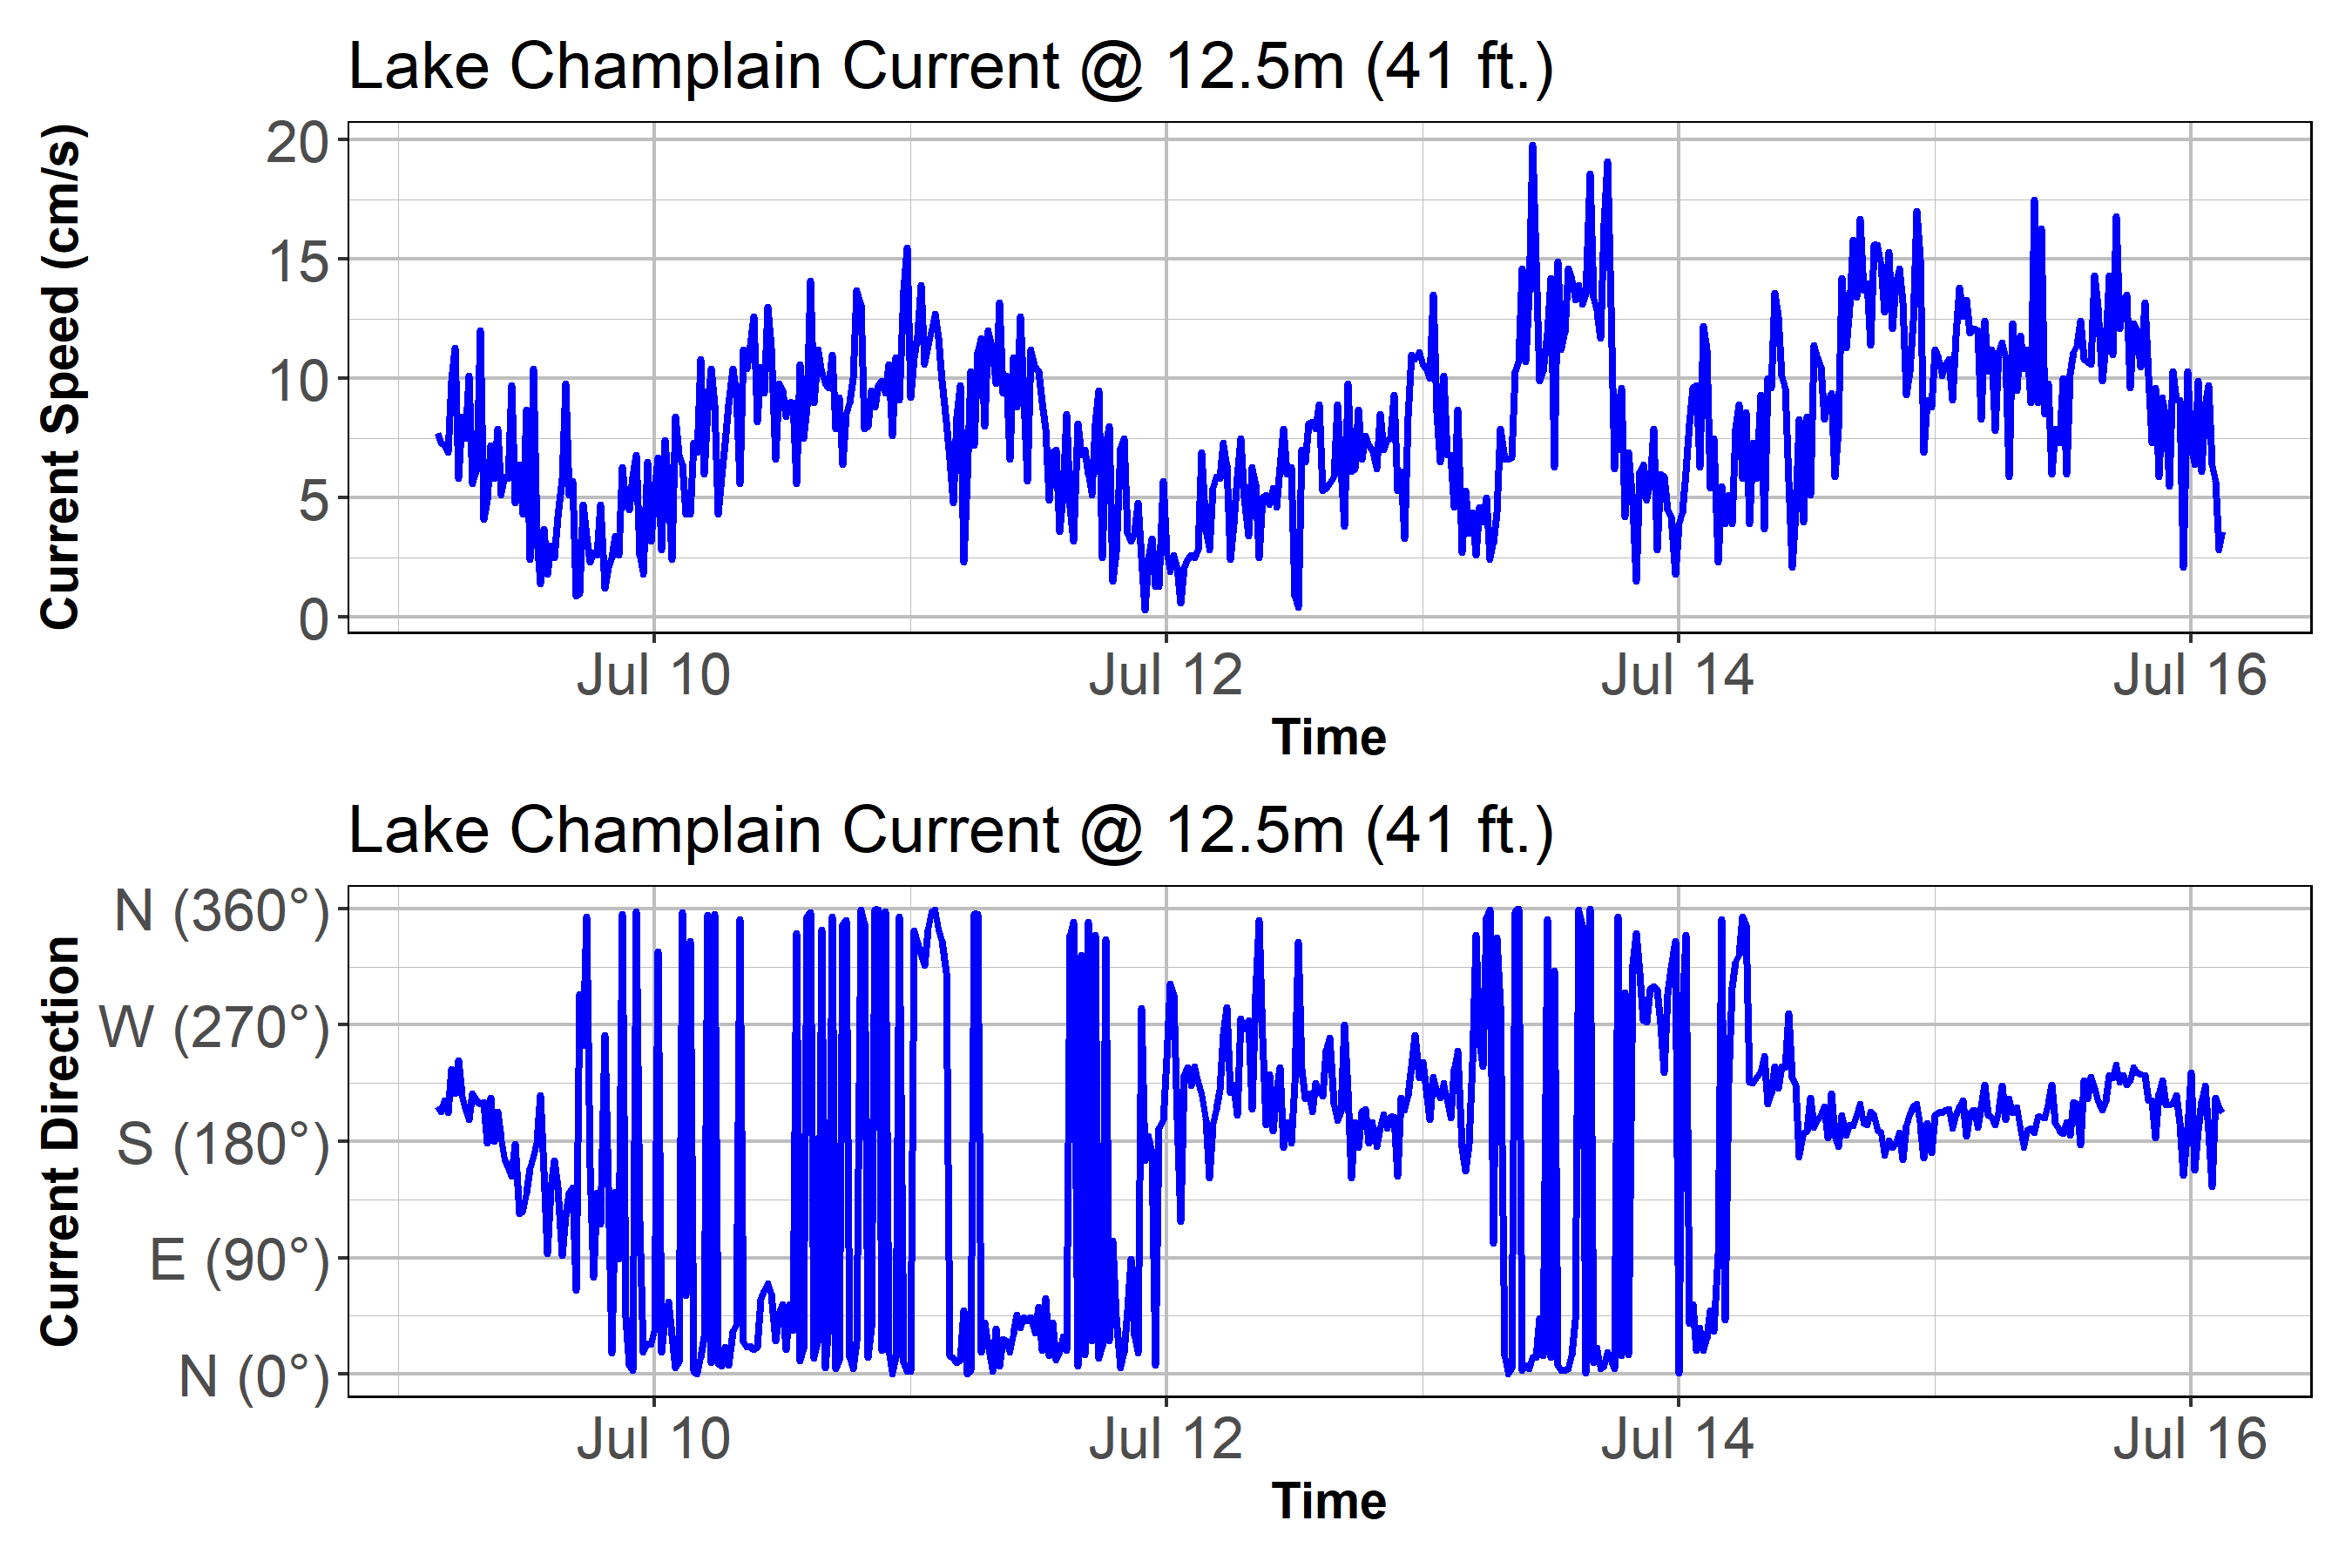 Lake Champlain Current @ 12.5m (41 ft.)
Current Speed (cm/s)
20
15
10
5
0
Jul 10 Jul 12 Jul 14 Jul 16
Time
Lake Champlain Current @ 12.5m (41 ft.)
Current Direction
N (360°)
W (270°)
S (180°)
E (90°)
N (0°)
Jul 10 Jul 12 Jul 14 Jul 16
Time